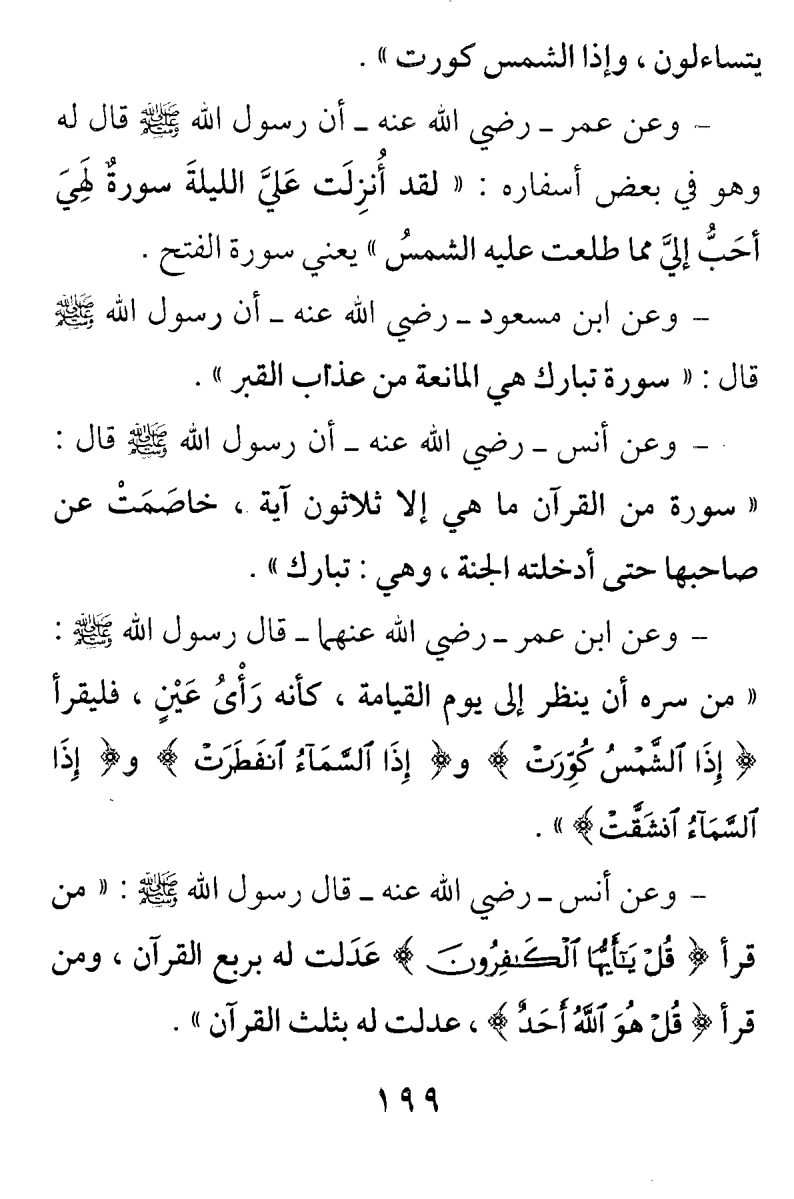 يتساءلون ، وإذا الشمس كورت » .
– وعن عمر – رضي الله عنه – أن رسول الله ﷺ قال له
وهو في بعض أسفاره : « لقد أُنزِلَت عَليَّ الليلةَ سورةٌ لَهِيَ
أحَبُّ إليَّ مما طلعت عليه الشمسُ » يعني سورة الفتح .
– وعن ابن مسعود – رضي الله عنه – أن رسول الله ﷺ
قال : « سورة تبارك هي المانعة من عذاب القبر » .
– وعن أنس – رضي الله عنه – أن رسول الله ﷺ قال :
« سورة من القرآن ما هي إلا ثلاثون آية ، خاصَمَتْ عن
صاحبها حتى أدخلته الجنة ، وهي : تبارك » .
– وعن ابن عمر – رضي الله عنهما – قال رسول الله ﷺ :
« من سره أن ينظر إلى يوم القيامة ، كأنه رَأْىُ عَيْنٍ ، فليقرأ
﴿ إِذَا ٱلشَّمْسُ كُوِّرَتْ ﴾ و﴿ إِذَا ٱلسَّمَآءُ ٱنفَطَرَتْ ﴾ و﴿ إِذَا
ٱلسَّمَآءُ ٱنشَقَّتْ ﴾ » .
– وعن أنس – رضي الله عنه – قال رسول الله ﷺ : « من
قرأ ﴿ قُلْ يَٰٓأَيُّهَا ٱلْكَٰفِرُونَ ﴾ عَدَلت له بربع القرآن ، ومن
قرأ ﴿ قُلْ هُوَ ٱللَّهُ أَحَدٌ ﴾ ، عدلت له بثلث القرآن » .
١٩٩